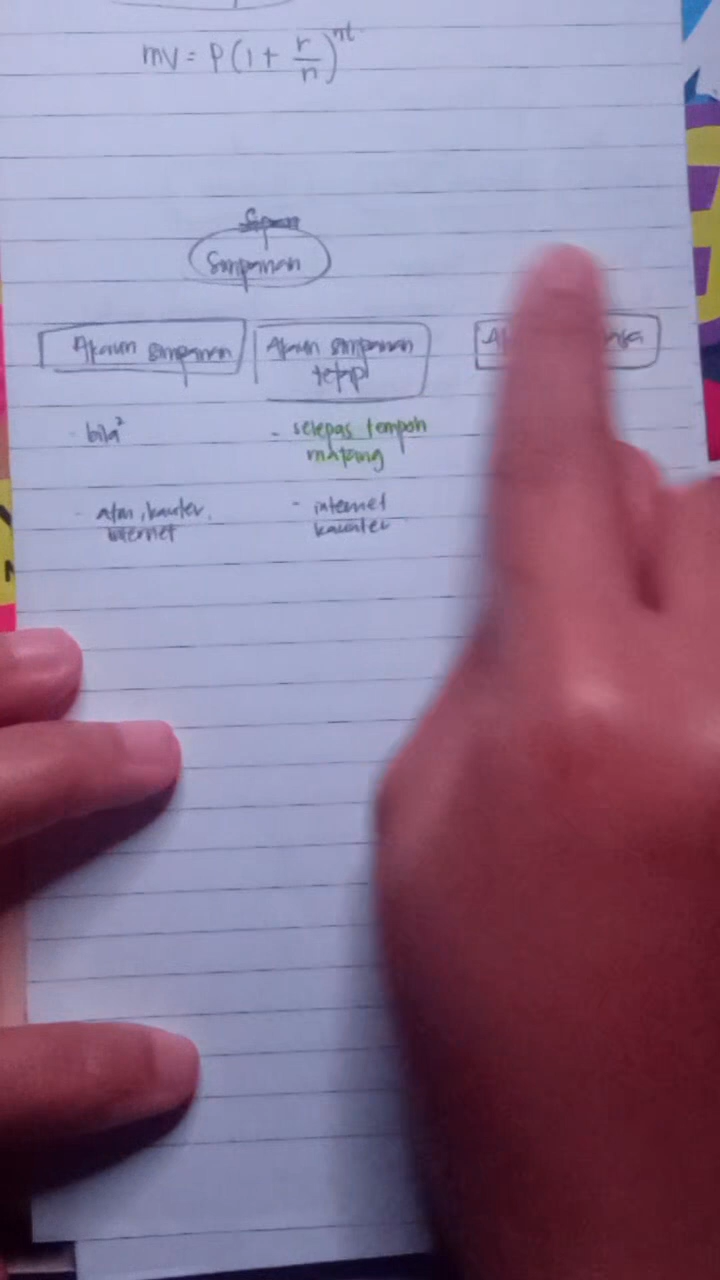 MV = P(1 + r/n)^nt
Simpanan
Akaun simpanan
Akaun simpanan
tetap
- bila²
- selepas tempoh
matang
- atm, kaunter,
internet
- internet
kaunter